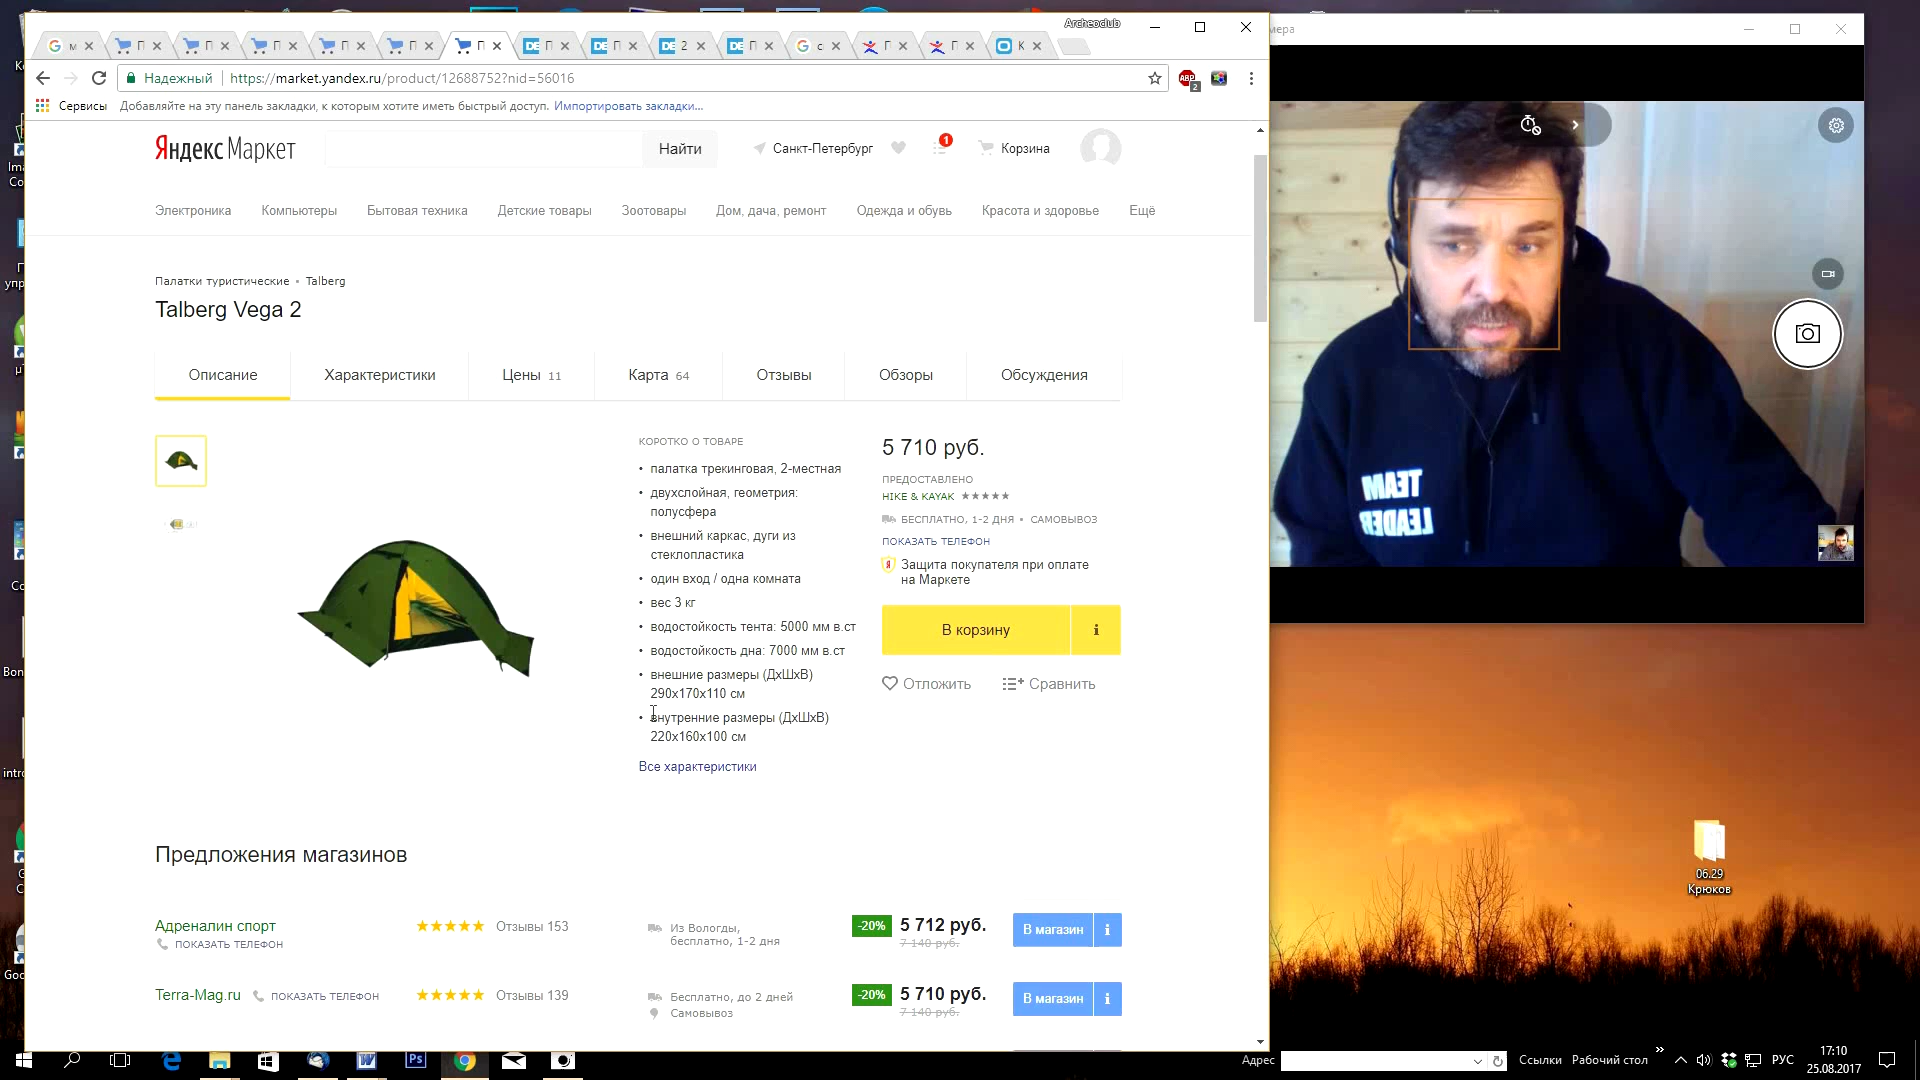 Archeoclub
Надежный
https://market.yandex.ru/product/12688752?nid=56016
Сервисы
Добавляйте на эту панель закладки, к которым хотите иметь быстрый доступ.
Импортировать закладки...
Яндекс Маркет
Найти
Санкт-Петербург
1
Корзина
Электроника
Компьютеры
Бытовая техника
Детские товары
Зоотовары
Дом, дача, ремонт
Одежда и обувь
Красота и здоровье
Ещё
Палатки туристические • Talberg
Talberg Vega 2
Описание
Характеристики
Цены 11
Карта 64
Отзывы
Обзоры
Обсуждения
КОРОТКО О ТОВАРЕ
• палатка трекинговая, 2-местная
• двухслойная, геометрия:
полусфера
• внешний каркас, дуги из
стеклопластика
• один вход / одна комната
• вес 3 кг
• водостойкость тента: 5000 мм в.ст
• водостойкость дна: 7000 мм в.ст
• внешние размеры (ДхШхВ)
290x170x110 см
• внутренние размеры (ДхШхВ)
220x160x100 см
Все характеристики
5 710 руб.
ПРЕДОСТАВЛЕНО
HIKE & KAYAK
БЕСПЛАТНО, 1-2 ДНЯ • САМОВЫВОЗ
ПОКАЗАТЬ ТЕЛЕФОН
Защита покупателя при оплате
на Маркете
В корзину
i
Отложить
Сравнить
Предложения магазинов
Адреналин спорт
ПОКАЗАТЬ ТЕЛЕФОН
Отзывы 153
Из Вологды,
бесплатно, 1-2 дня
-20%
5 712 руб.
7 140 руб.
В магазин
i
Terra-Mag.ru
ПОКАЗАТЬ ТЕЛЕФОН
Отзывы 139
Бесплатно, до 2 дней
Самовывоз
-20%
5 710 руб.
7 140 руб.
В магазин
i
TEAM
LEADER
06.29
Крюков
Адрес
Ссылки
Рабочий стол
РУС
17:10
25.08.2017